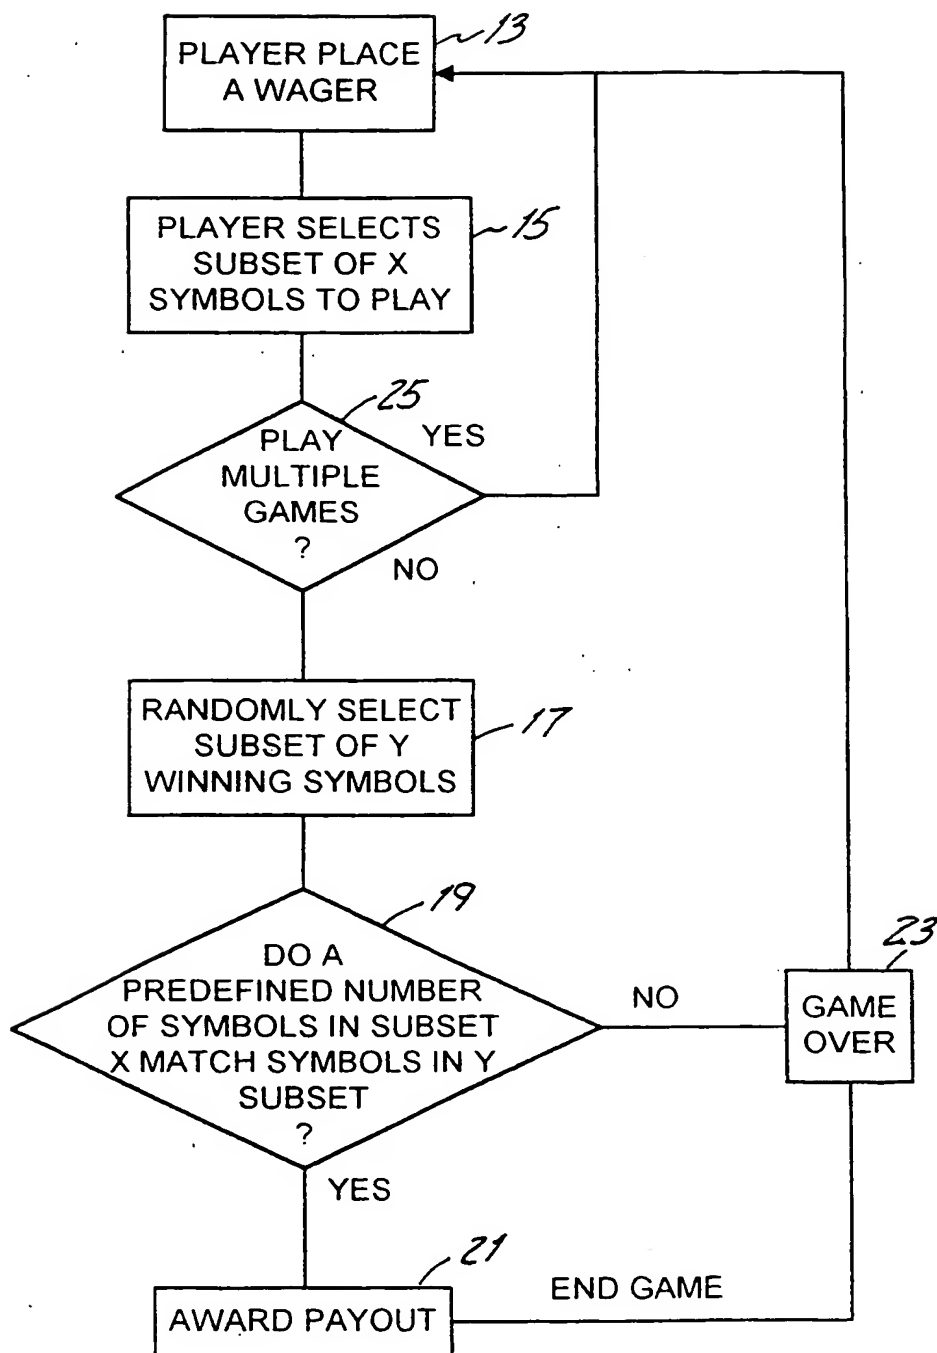 13
PLAYER PLACE
A WAGER
15
PLAYER SELECTS
SUBSET OF X
SYMBOLS TO PLAY
25
PLAY
MULTIPLE
GAMES
?
YES
NO
17
RANDOMLY SELECT
SUBSET OF Y
WINNING SYMBOLS
19
DO A
PREDEFINED NUMBER
OF SYMBOLS IN SUBSET
X MATCH SYMBOLS IN Y
SUBSET
?
NO
23
GAME
OVER
YES
21
AWARD PAYOUT
END GAME